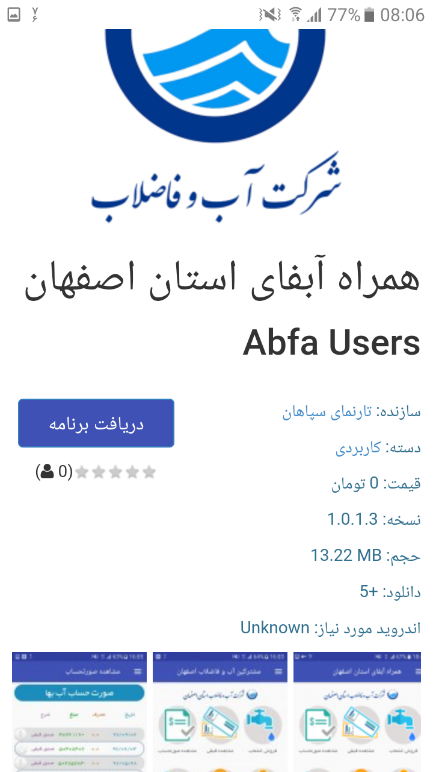 77% 08:06
شرکت آب و فاضلاب
همراه آبفای استان اصفهان
Abfa Users
سازنده: تارنمای سپاهان
دریافت برنامه
دسته: کاربردی
(0)
قیمت: 0 تومان
نسخه: 1.0.1.3
حجم: 13.22 MB
دانلود: +5
اندروید مورد نیاز: Unknown
همراه آبفای استان اصفهان
مشترکین آب و فاضلاب اصفهان
مشاهده صورتحساب
صورت حساب آب بها